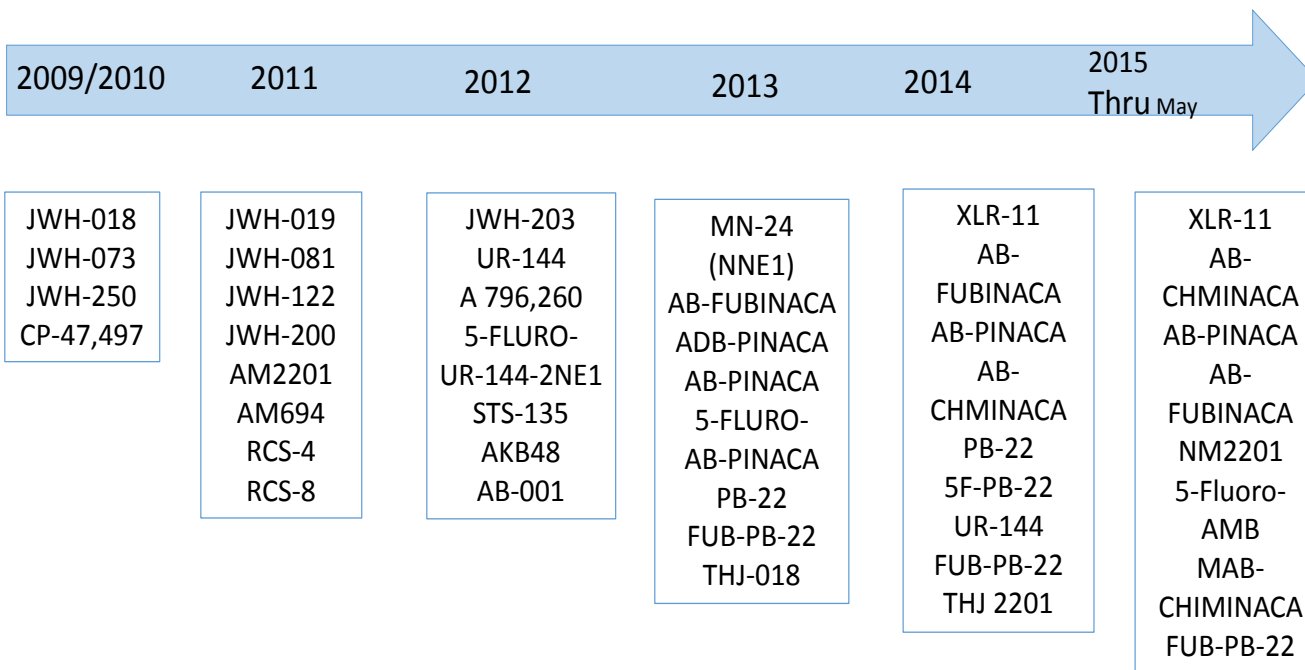 2009/2010
2011
2012
2013
2014
2015
Thru May
JWH-018
JWH-073
JWH-250
CP-47,497
JWH-019
JWH-081
JWH-122
JWH-200
AM2201
AM694
RCS-4
RCS-8
JWH-203
UR-144
A 796,260
5-FLURO-
UR-144-2NE1
STS-135
AKB48
AB-001
MN-24
(NNE1)
AB-FUBINACA
ADB-PINACA
AB-PINACA
5-FLURO-
AB-PINACA
PB-22
FUB-PB-22
THJ-018
XLR-11
AB-
FUBINACA
AB-PINACA
AB-
CHMINACA
PB-22
5F-PB-22
UR-144
FUB-PB-22
THJ 2201
XLR-11
AB-
CHMINACA
AB-PINACA
AB-
FUBINACA
NM2201
5-Fluoro-
AMB
MAB-
CHIMINACA
FUB-PB-22